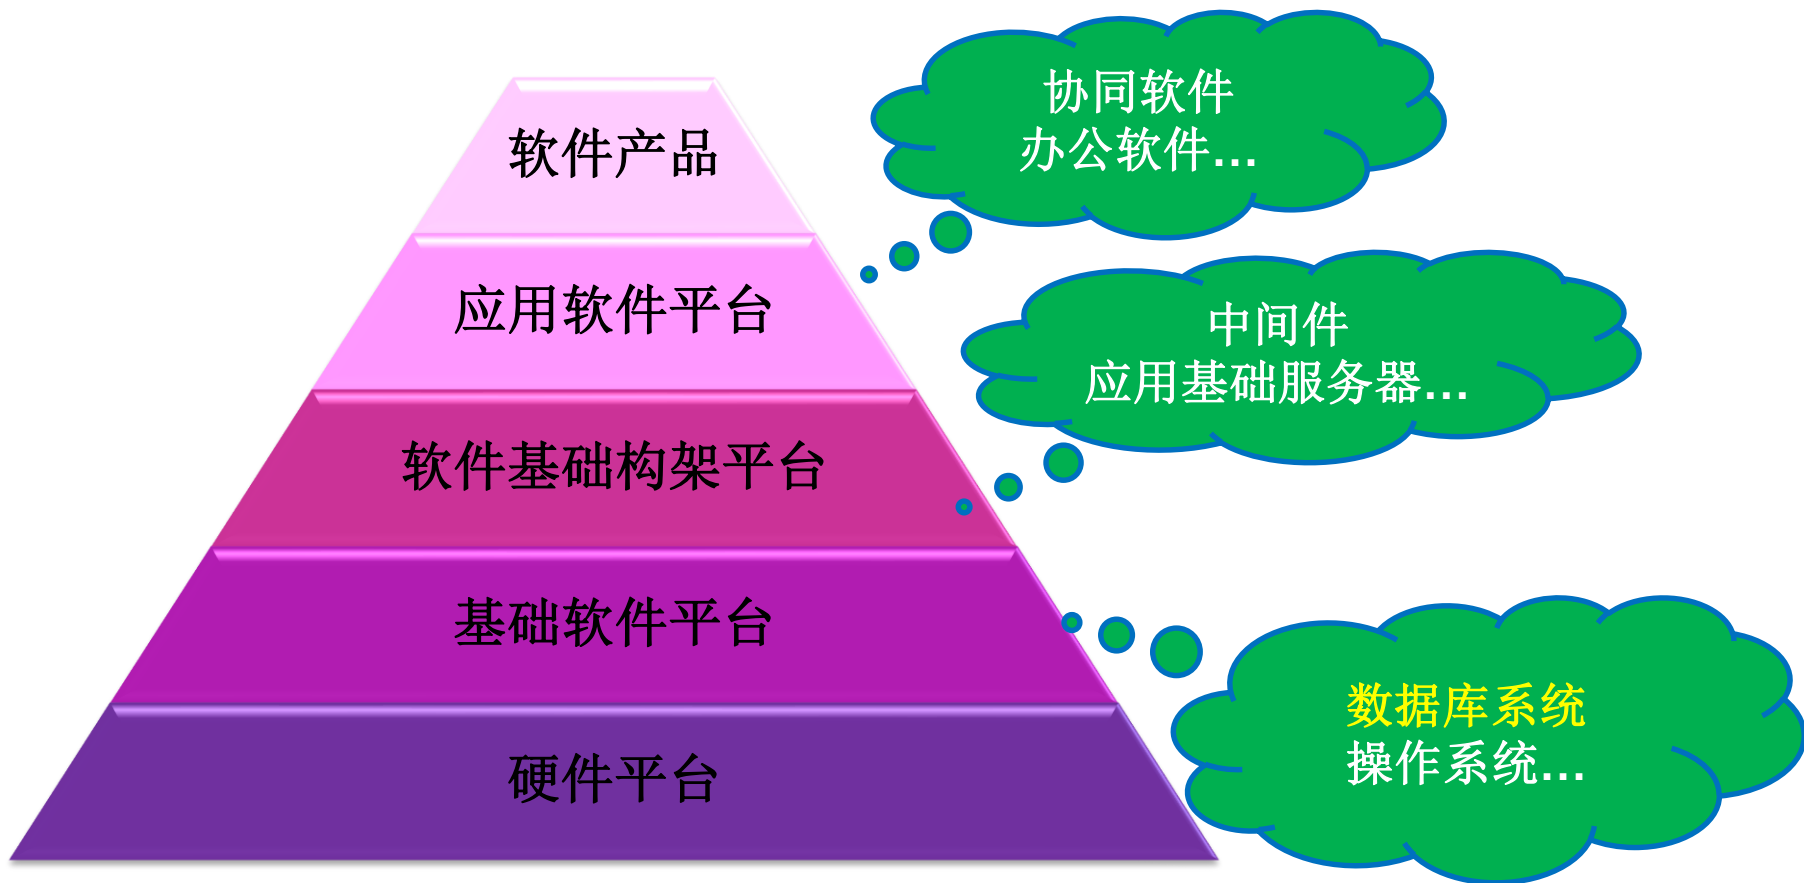 协同软件
办公软件...
软件产品
应用软件平台
中间件
应用基础服务器...
软件基础构架平台
基础软件平台
数据库系统
操作系统...
硬件平台